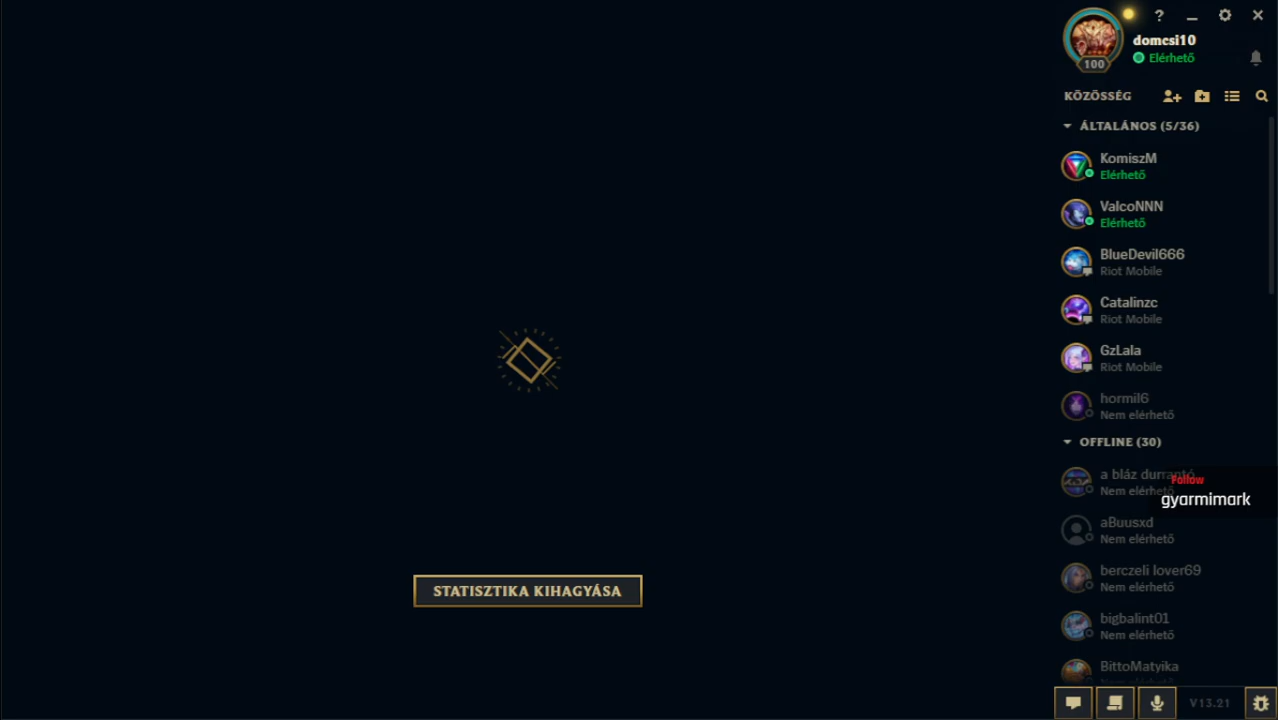 ?
domcsi10
100
Elérhető
KÖZÖSSÉG
ÁLTALÁNOS (5/36)
KomiszM
Elérhető
ValcoNNN
Elérhető
BlueDevil666
Riot Mobile
Catalinzc
Riot Mobile
GzLala
Riot Mobile
hormil6
Nem elérhető
OFFLINE (30)
a bláz durrantó
Nem elérhető
Follow
gyarmimark
aBuusxd
Nem elérhető
berczeli lover69
Nem elérhető
STATISZTIKA KIHAGYÁSA
bigbalint01
Nem elérhető
BittoMatyika
V13.21